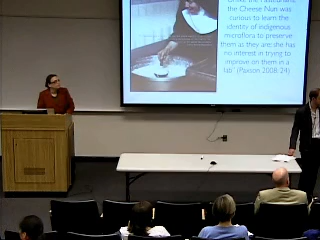 the Cheese Nun was
curious to learn the
identity of indigenous
microflora to preserve
them as they are; she has
no interest in trying to
improve on them in a
lab" (Paxson 2008: 24)